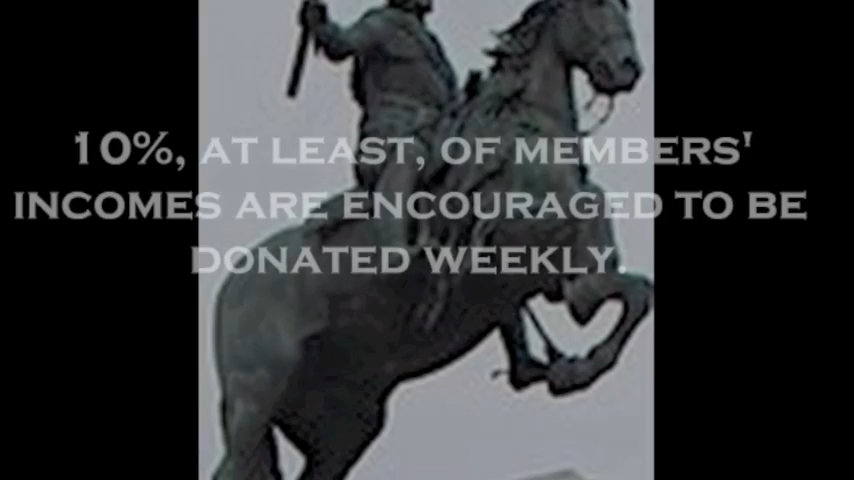 10%, AT LEAST, OF MEMBERS'
INCOMES ARE ENCOURAGED TO BE
DONATED WEEKLY.